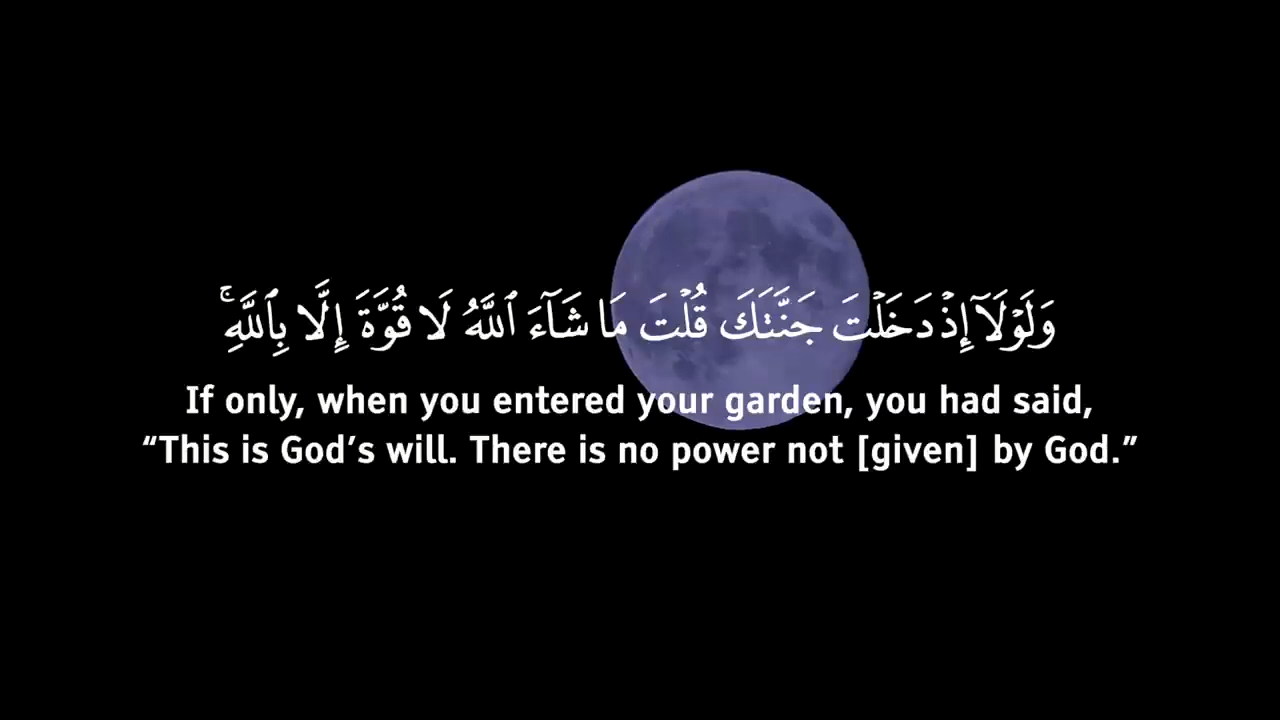 وَلَوْلَآ إِذْ دَخَلْتَ جَنَّتَكَ قُلْتَ مَا شَآءَ ٱللَّهُ لَا قُوَّةَ إِلَّا بِٱللَّهِ ۚ
If only, when you entered your garden, you had said,
“This is God’s will. There is no power not [given] by God.”